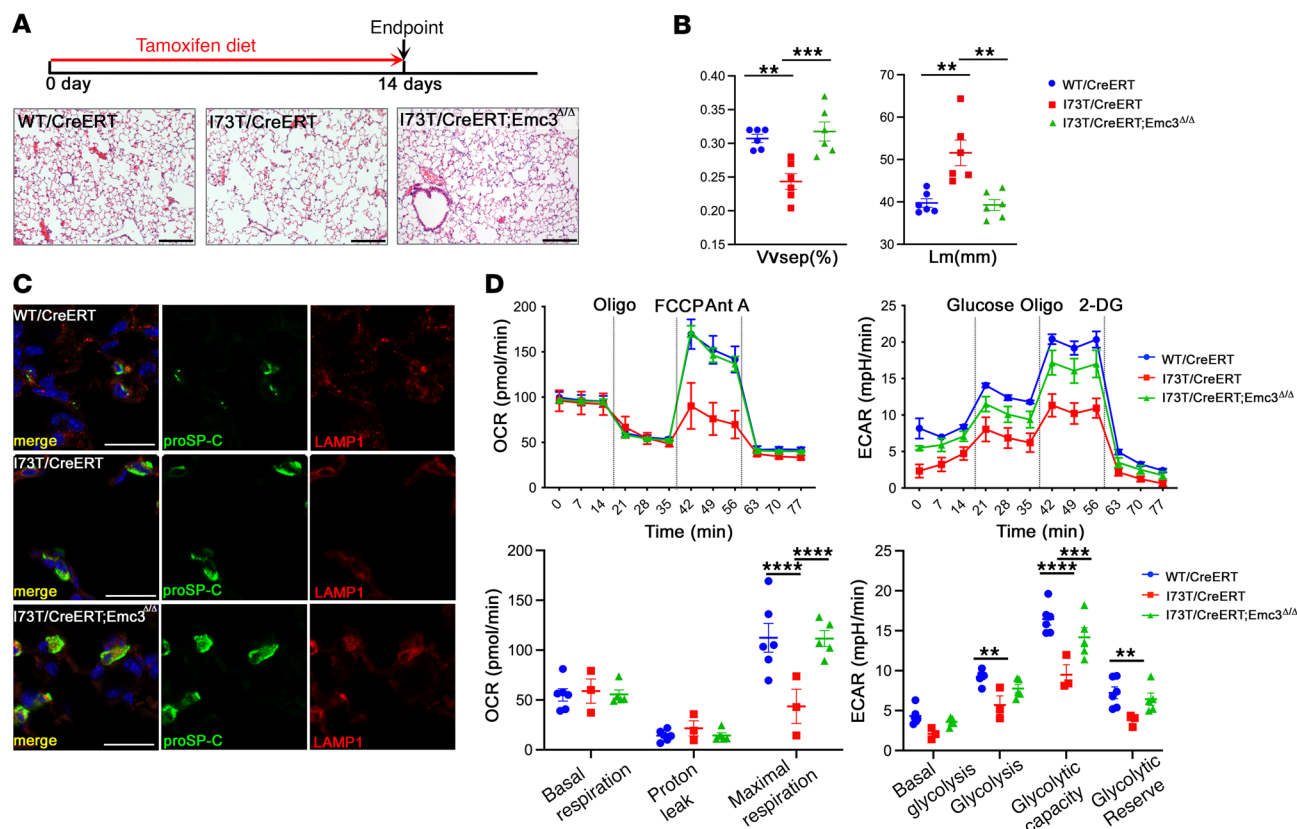 A
Tamoxifen diet
Endpoint
0 day
14 days
WT/CreERT
I73T/CreERT
I73T/CreERT;Emc3Δ/Δ
B
**
***
0.40
0.35
0.30
0.25
0.20
0.15
Vvsep(%)
**
**
70
60
50
40
30
Lm(mm)
WT/CreERT
I73T/CreERT
I73T/CreERT;Emc3Δ/Δ
C
WT/CreERT
merge
proSP-C
LAMP1
I73T/CreERT
merge
proSP-C
LAMP1
I73T/CreERT;Emc3Δ/Δ
merge
proSP-C
LAMP1
D
Oligo
FCCP
Ant A
200
150
100
50
0
OCR (pmol/min)
0 7 14 21 28 35 42 49 56 63 70 77
Time (min)
Glucose
Oligo
2-DG
25
20
15
10
5
0
ECAR (mpH/min)
0 7 14 21 28 35 42 49 56 63 70 77
Time (min)
WT/CreERT
I73T/CreERT
I73T/CreERT;Emc3Δ/Δ
200
150
100
50
0
OCR (pmol/min)
****
****
Basal
respiration
Proton
leak
Maximal
respiration
25
20
15
10
5
0
ECAR (mpH/min)
**
***
****
**
Basal
glycolysis
Glycolysis
Glycolytic
capacity
Glycolytic
Reserve
WT/CreERT
I73T/CreERT
I73T/CreERT;Emc3Δ/Δ